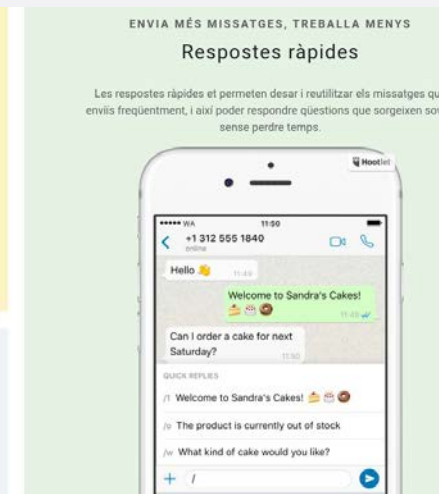 ENVIA MÉS MISSATGES, TREBALLA MENYS
Respostes ràpides
Les respostes ràpides et permeten desar i reutilitzar els missatges qu
envïis freqüentment, i així poder respondre qüestions que sorgeixen sov
sense perdre temps.
Hootlet
WA 11:50
+1 312 555 1840
online
Hello 👋 11:49
Welcome to Sandra's Cakes!
🍰🎂🍩 11:49
Can I order a cake for next
Saturday? 11:50
QUICK REPLIES
/t Welcome to Sandra's Cakes! 🍰🎂🍩
/o The product is currently out of stock
/w What kind of cake would you like?
+ /